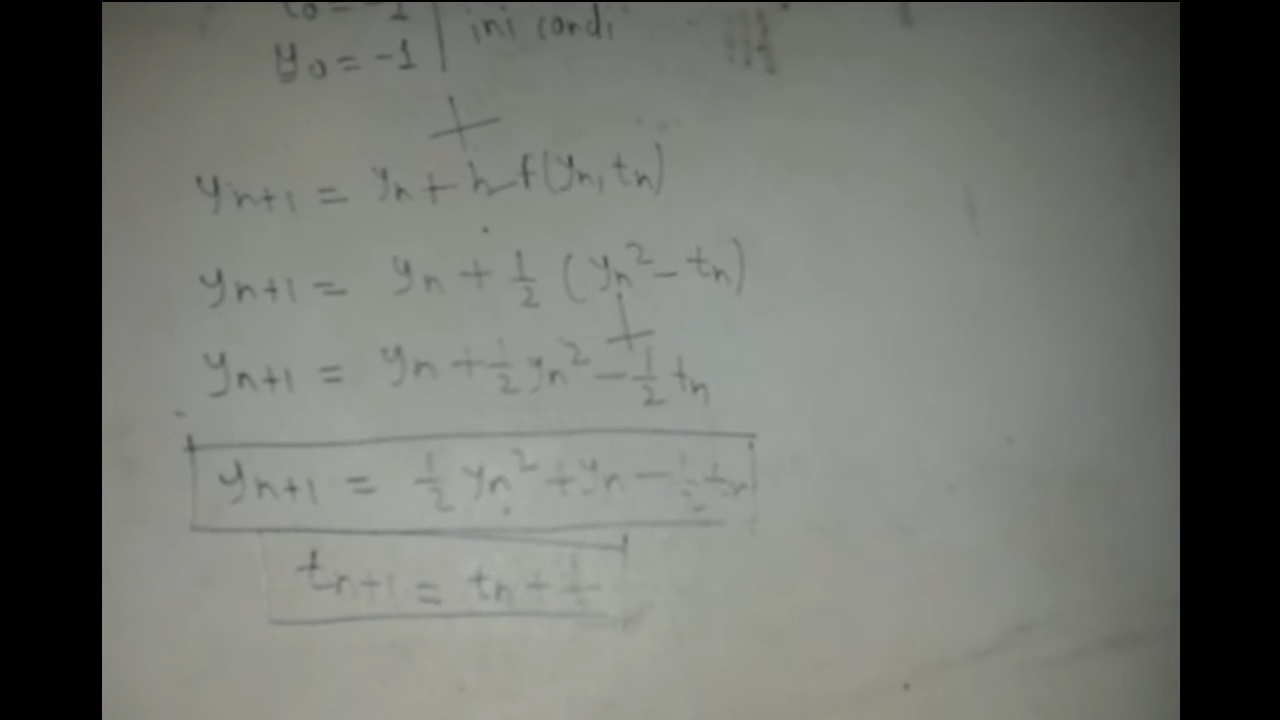 t₀ = -1
y₀ = -1 | ini condi
yₙ₊₁ = yₙ + h f(yₙ, tₙ)
yₙ₊₁ = yₙ + 1/2 (yₙ² - tₙ)
yₙ₊₁ = yₙ + 1/2 yₙ² - 1/2 tₙ
yₙ₊₁ = 1/2 yₙ² + yₙ - 1/2 tₙ
tₙ₊₁ = tₙ +